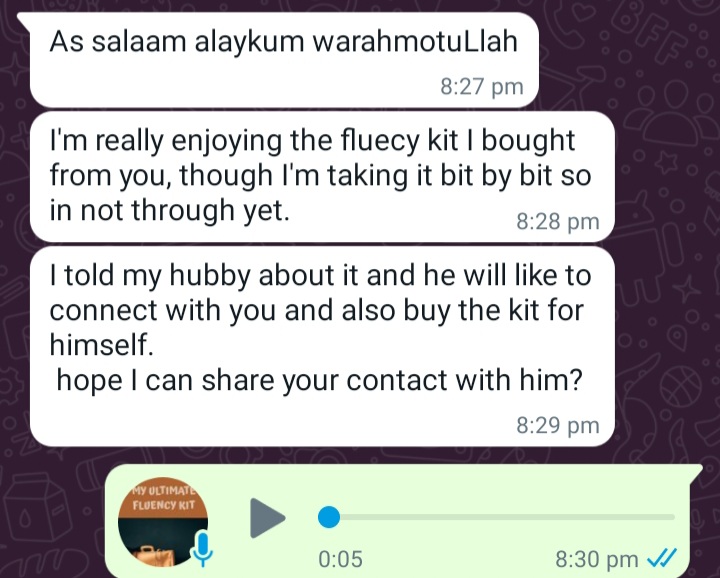 As salaam alaykum warahmotuLlah
8:27 pm
I'm really enjoying the fluecy kit I bought
from you, though I'm taking it bit by bit so
in not through yet.
8:28 pm
I told my hubby about it and he will like to
connect with you and also buy the kit for
himself.
hope I can share your contact with him?
8:29 pm
MY ULTIMATE
FLUENCY KIT
0:05
8:30 pm